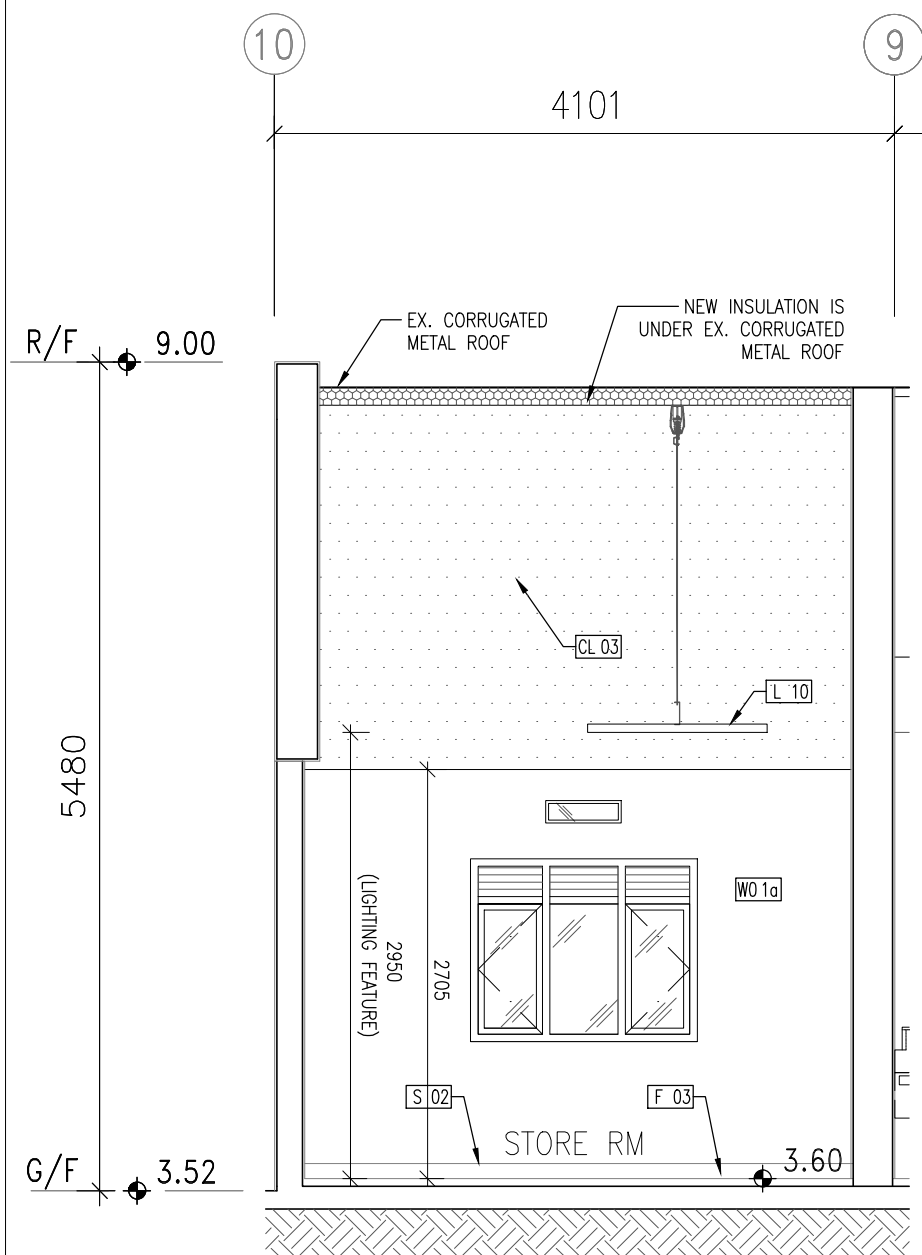 10
9
4101
EX. CORRUGATED
METAL ROOF
NEW INSULATION IS
UNDER EX. CORRUGATED
METAL ROOF
R/F
9.00
CL 03
L 10
5480
WO 1a
2950
(LIGHTING FEATURE)
2705
S 02
F 03
STORE RM
3.60
G/F
3.52